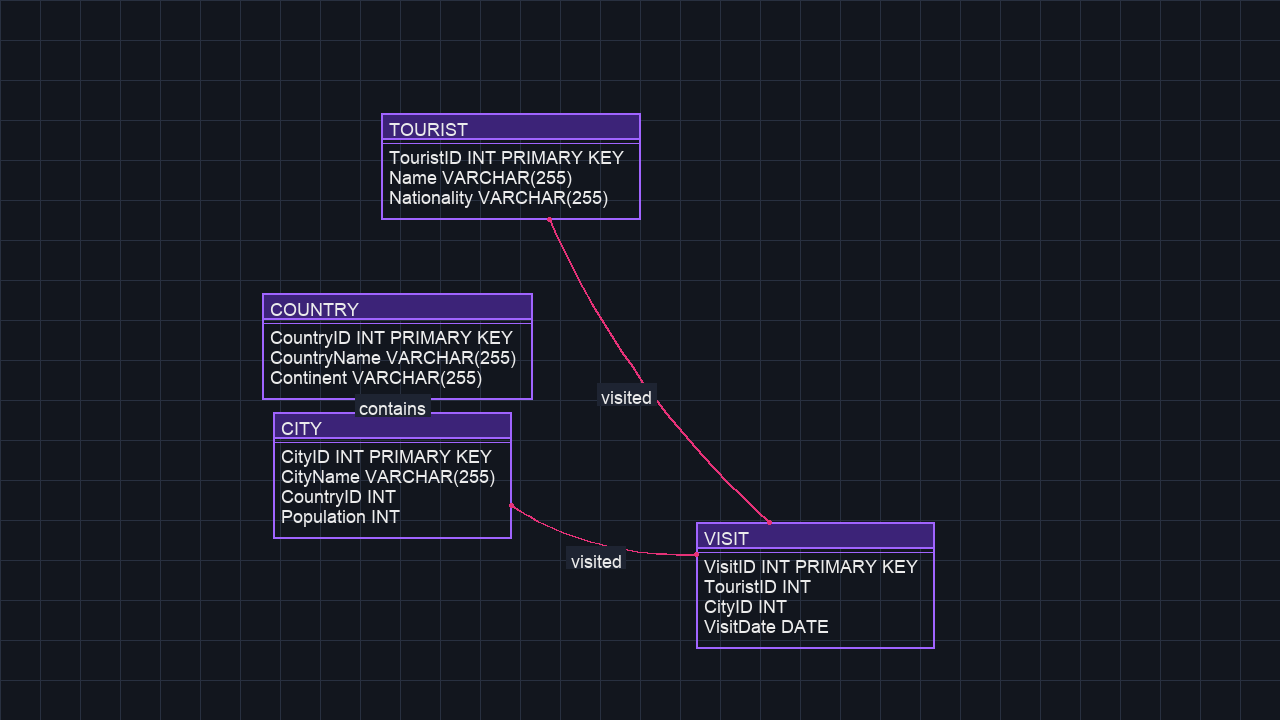 TOURIST
TouristID INT PRIMARY KEY
Name VARCHAR(255)
Nationality VARCHAR(255)
COUNTRY
CountryID INT PRIMARY KEY
CountryName VARCHAR(255)
Continent VARCHAR(255)
contains
visited
CITY
CityID INT PRIMARY KEY
CityName VARCHAR(255)
CountryID INT
Population INT
visited
VISIT
VisitID INT PRIMARY KEY
TouristID INT
CityID INT
VisitDate DATE